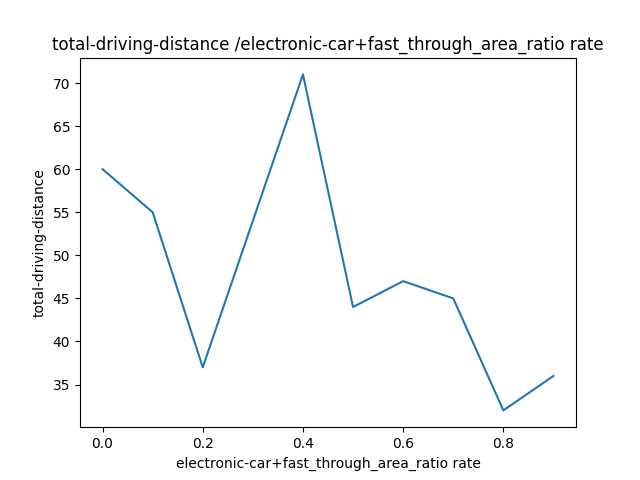 total-driving-distance /electronic-car+fast_through_area_ratio rate
70
65
60
55
50
45
40
35
total-driving-distance
0.0 0.2 0.4 0.6 0.8
electronic-car+fast_through_area_ratio rate